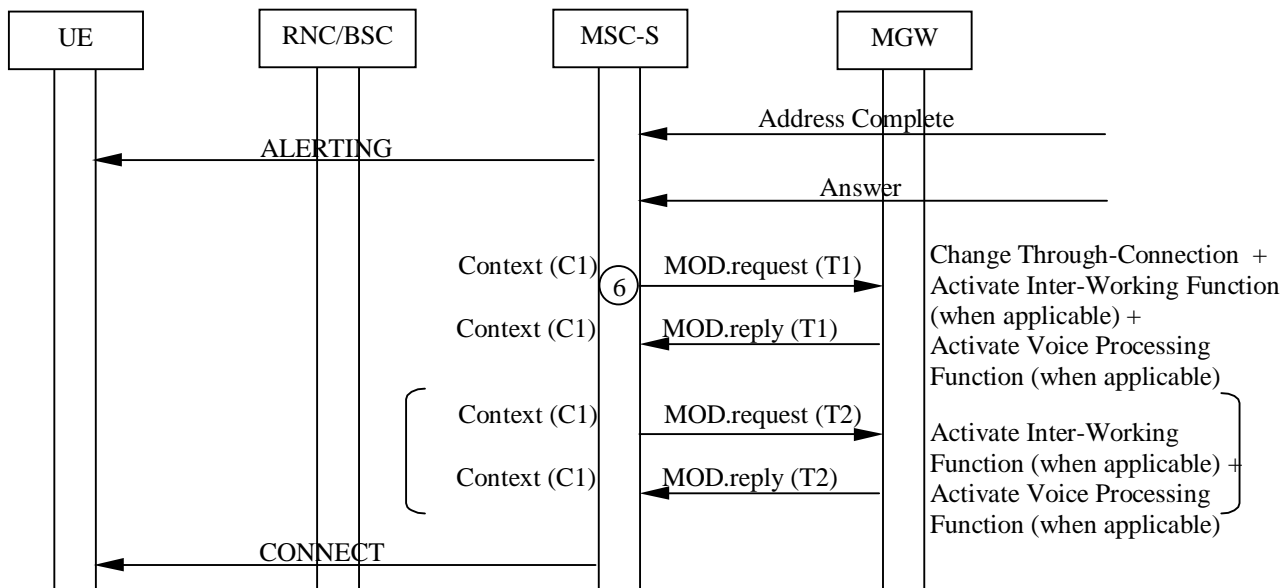 UE
RNC/BSC
MSC-S
MGW
Address Complete
ALERTING
Answer
Context (C1)
6
MOD.request (T1)
Change Through-Connection +
Activate Inter-Working Function
(when applicable) +
Activate Voice Processing
Function (when applicable)
Context (C1)
MOD.reply (T1)
Context (C1)
MOD.request (T2)
Activate Inter-Working
Function (when applicable) +
Activate Voice Processing
Function (when applicable)
Context (C1)
MOD.reply (T2)
CONNECT